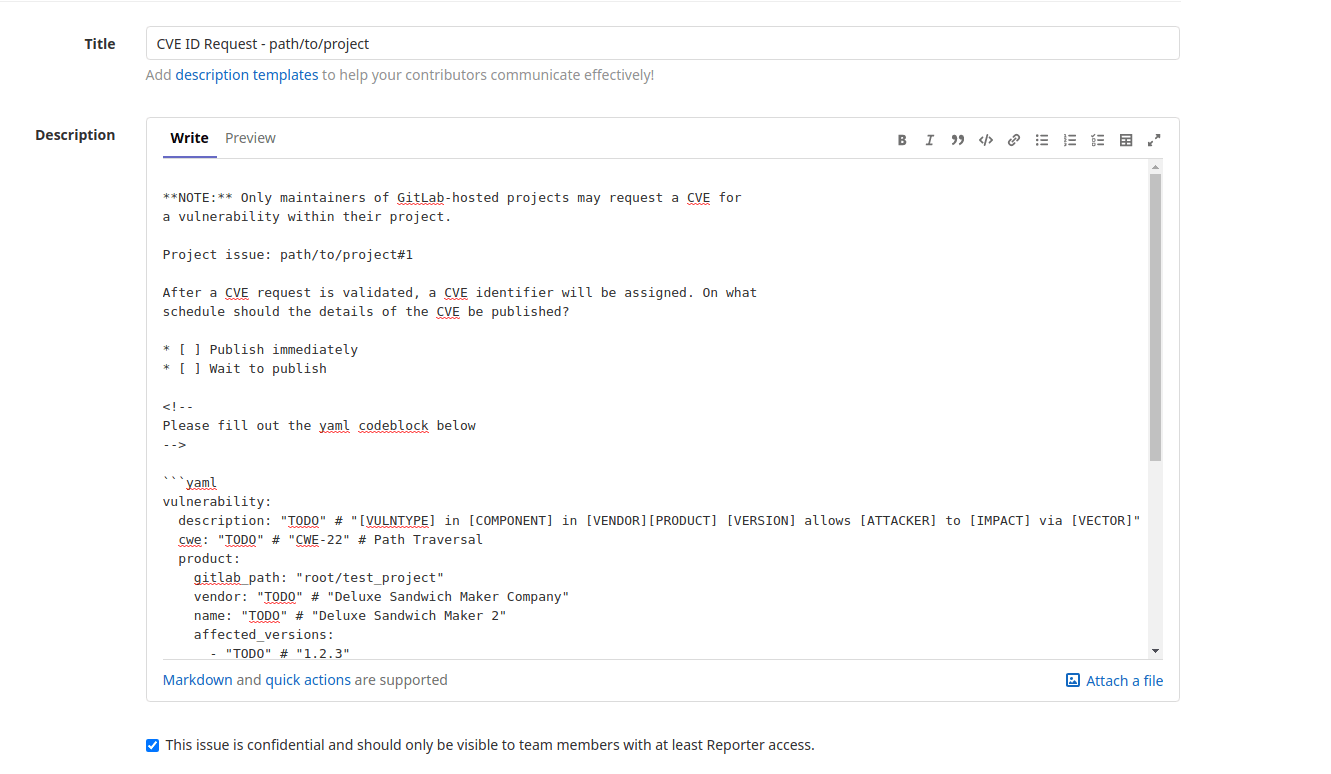 Title
CVE ID Request - path/to/project
Add description templates to help your contributors communicate effectively!
Description
Write Preview
**NOTE:** Only maintainers of GitLab-hosted projects may request a CVE for
a vulnerability within their project.
Project issue: path/to/project#1
After a CVE request is validated, a CVE identifier will be assigned. On what
schedule should the details of the CVE be published?
* [ ] Publish immediately
* [ ] Wait to publish
<!--
Please fill out the yaml codeblock below
-->
```yaml
vulnerability:
  description: "TODO" # "[VULNTYPE] in [COMPONENT] in [VENDOR][PRODUCT] [VERSION] allows [ATTACKER] to [IMPACT] via [VECTOR]"
  cwe: "TODO" # "CWE-22" # Path Traversal
  product:
    gitlab_path: "root/test_project"
    vendor: "TODO" # "Deluxe Sandwich Maker Company"
    name: "TODO" # "Deluxe Sandwich Maker 2"
    affected_versions:
      - "TODO" # "1.2.3"
Markdown and quick actions are supported
Attach a file
This issue is confidential and should only be visible to team members with at least Reporter access.